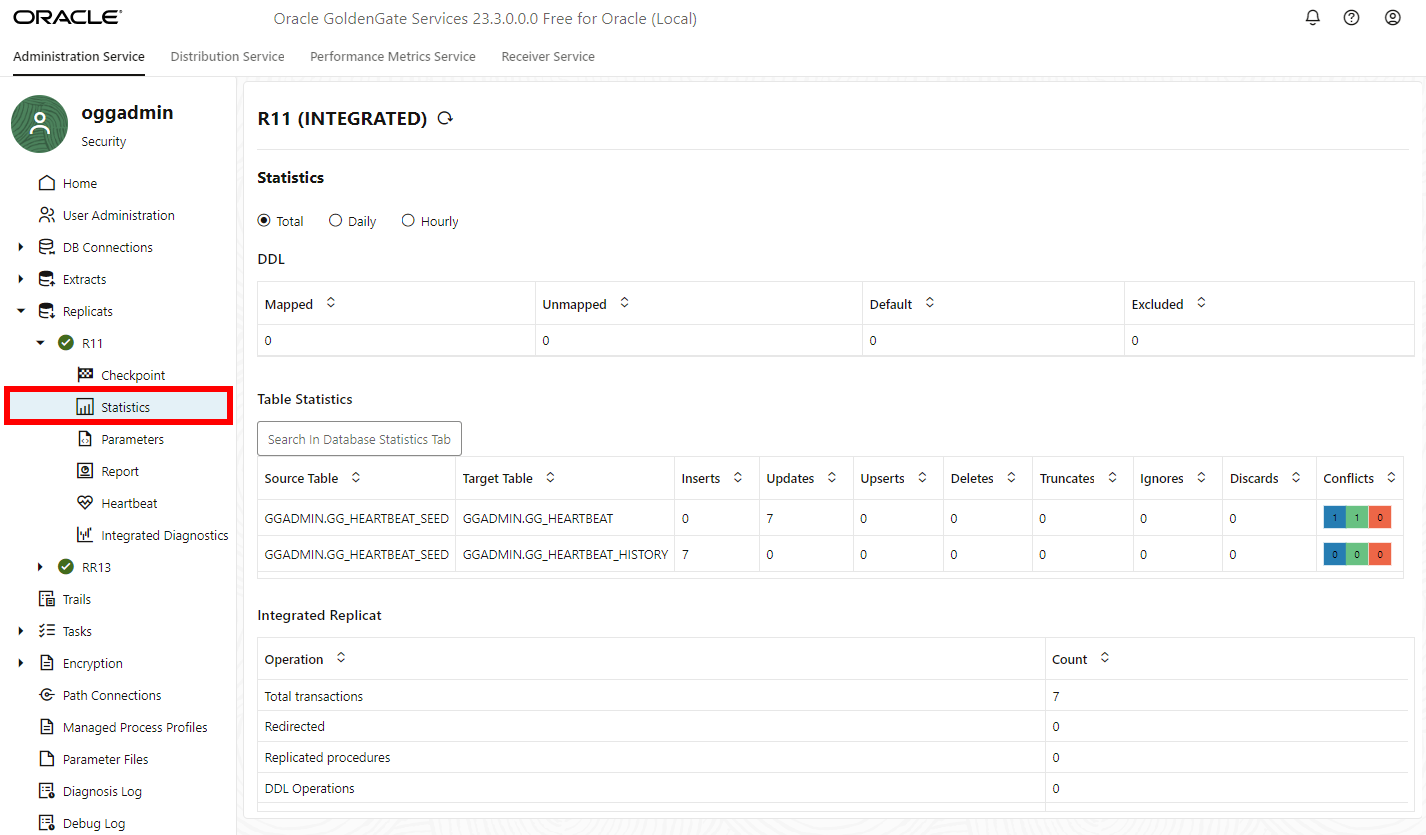 ORACLE
Oracle GoldenGate Services 23.3.0.0.0 Free for Oracle (Local)
Administration Service Distribution Service Performance Metrics Service Receiver Service
oggadmin
Security
Home
User Administration
DB Connections
Extracts
Replicats
R11
Checkpoint
Statistics
Parameters
Report
Heartbeat
Integrated Diagnostics
RR13
Trails
Tasks
Encryption
Path Connections
Managed Process Profiles
Parameter Files
Diagnosis Log
Debug Log
R11 (INTEGRATED)
Statistics
Total Daily Hourly
DDL
Mapped Unmapped Default Excluded
0 0 0 0
Table Statistics
Search In Database Statistics Tab
Source Table Target Table Inserts Updates Upserts Deletes Truncates Ignores Discards Conflicts
GGADMIN.GG_HEARTBEAT_SEED GGADMIN.GG_HEARTBEAT 0 7 0 0 0 0 0 1 1 0
GGADMIN.GG_HEARTBEAT_SEED GGADMIN.GG_HEARTBEAT_HISTORY 7 0 0 0 0 0 0 0 0 0
Integrated Replicat
Operation Count
Total transactions 7
Redirected 0
Replicated procedures 0
DDL Operations 0